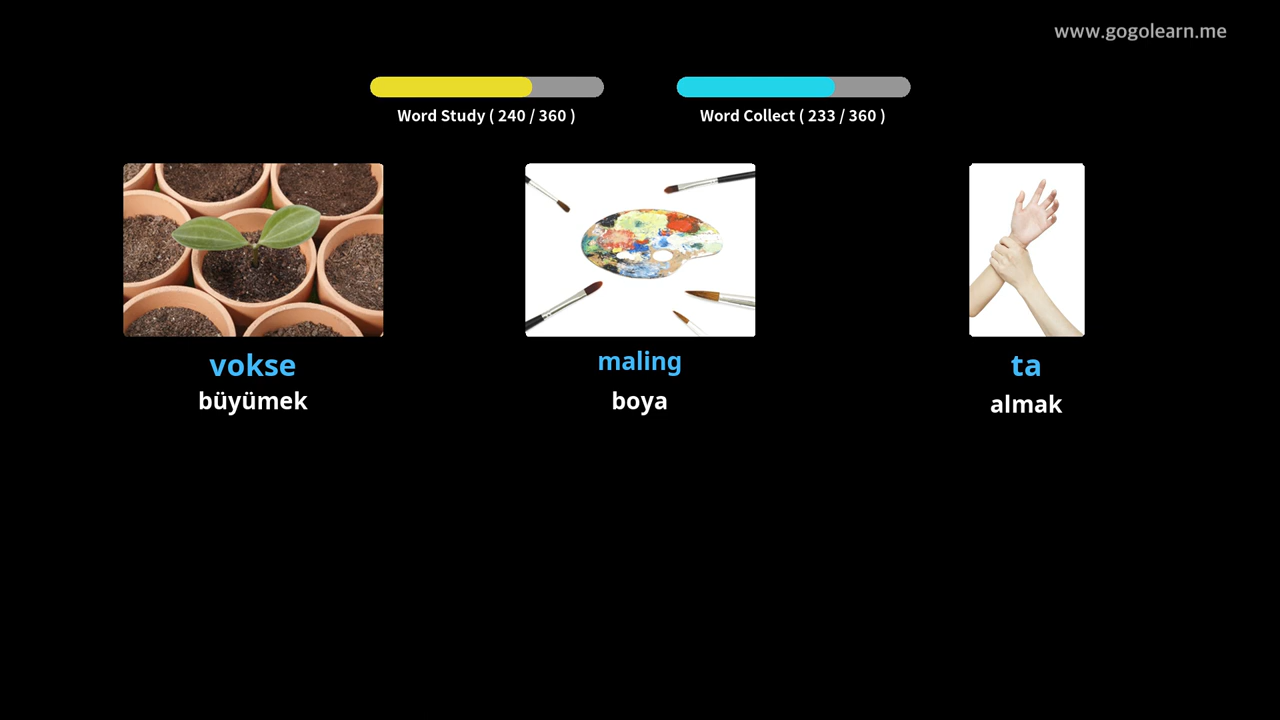 www.gogolearn.me
Word Study ( 240 / 360 )
Word Collect ( 233 / 360 )
vokse
büyümek
maling
boya
ta
almak